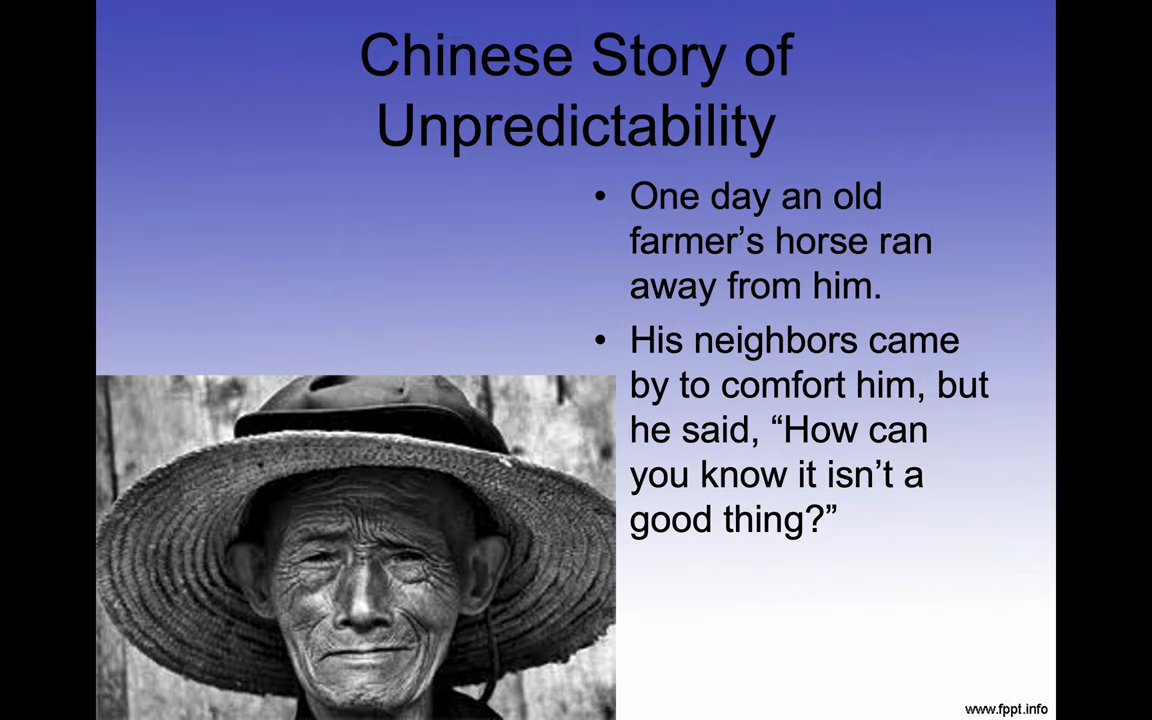 Chinese Story of
Unpredictability
• One day an old
farmer’s horse ran
away from him.
• His neighbors came
by to comfort him, but
he said, “How can
you know it isn’t a
good thing?”
www.fppt.info